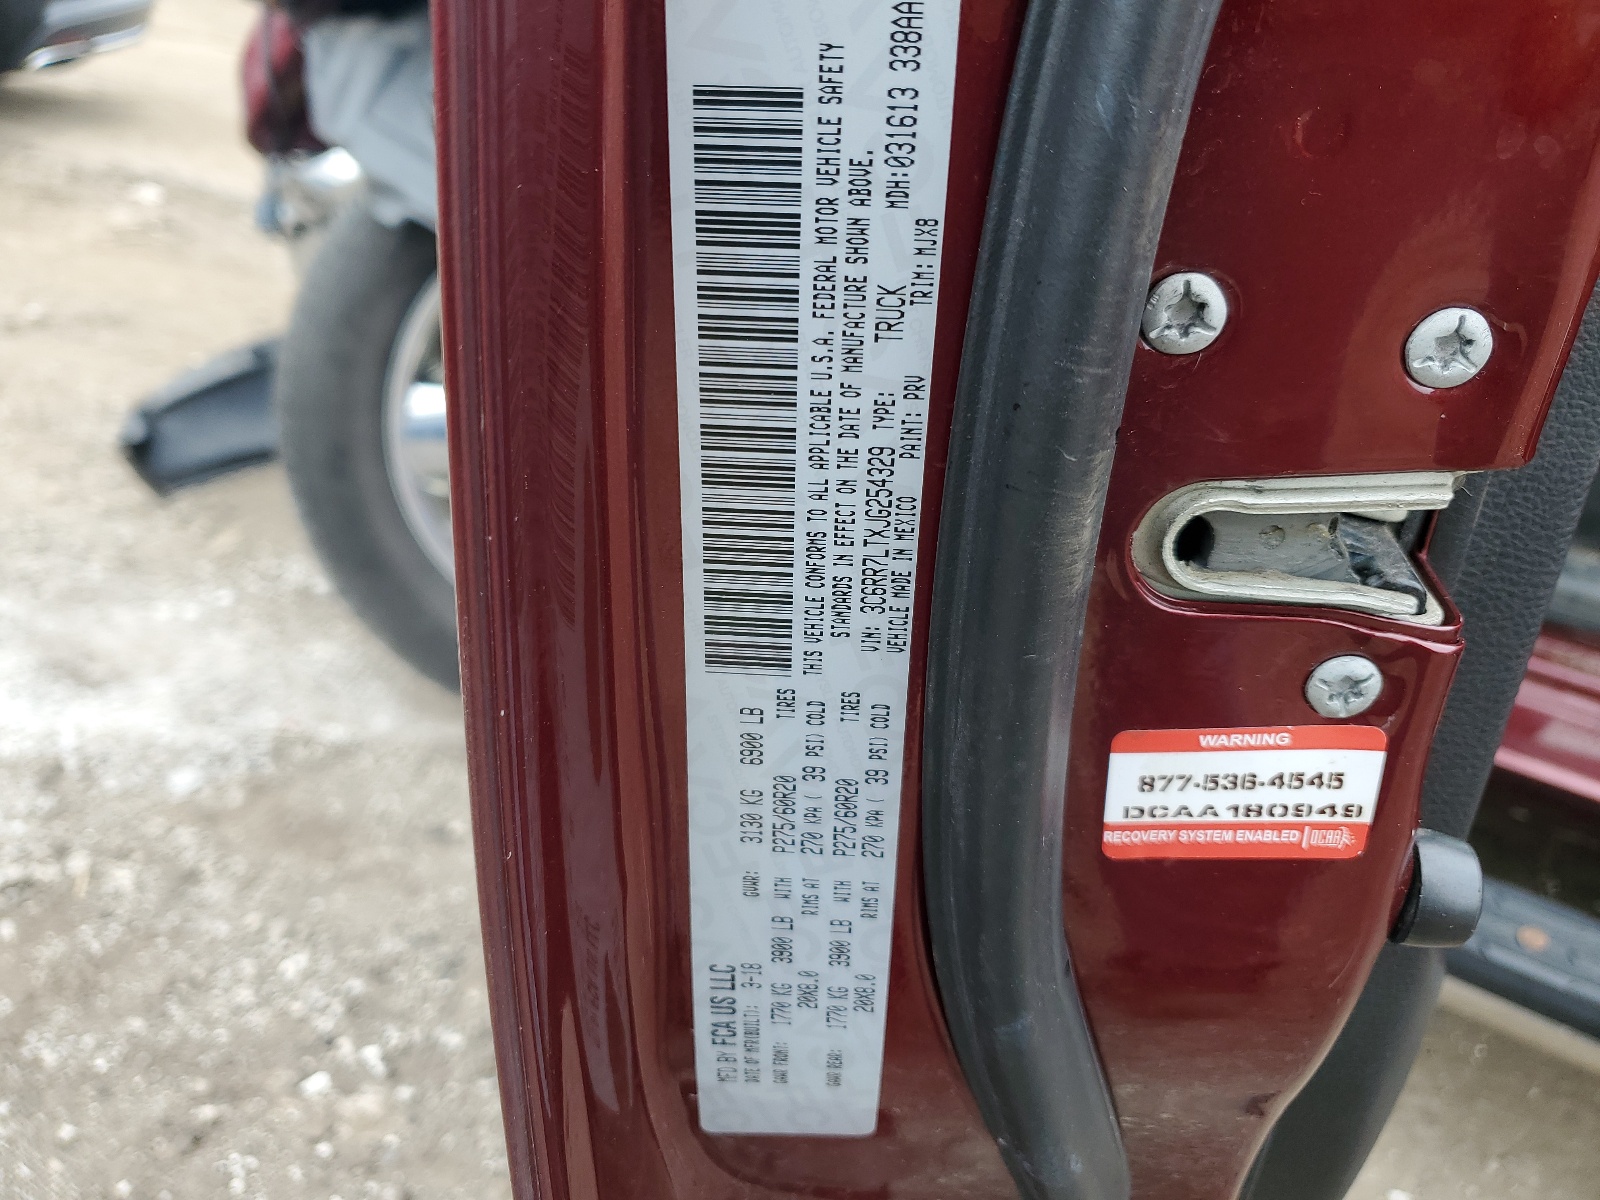 MFD BY FCA US LLC
DATE OF MFR(BUILT): 3-18 GVWR: 3130 KG 6900 LB
GAWR FRONT: 1770 KG 3900 LB WITH P275/60R20 TIRES
20X8.0 RIMS AT 270 KPA ( 39 PSI) COLD
GAWR REAR: 1770 KG 3900 LB WITH P275/60R20 TIRES
20X8.0 RIMS AT 270 KPA ( 39 PSI) COLD
THIS VEHICLE CONFORMS TO ALL APPLICABLE U.S.A. FEDERAL MOTOR VEHICLE SAFETY
STANDARDS IN EFFECT ON THE DATE OF MANUFACTURE SHOWN ABOVE.
VIN: 3C6RR7LTXJG254329 TYPE: TRUCK MDH:031613 338AA
VEHICLE MADE IN MEXICO PAINT: PRV TRIM: MJX8
WARNING
877-536-4545
DCAA180949
RECOVERY SYSTEM ENABLED DCAA